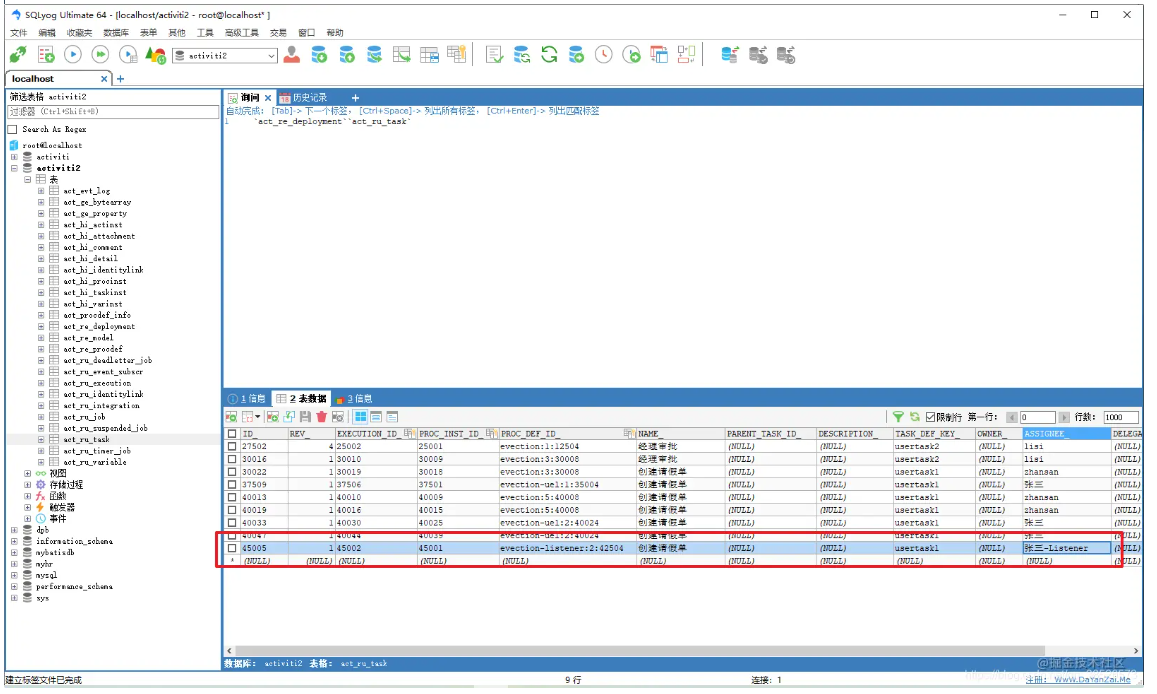 SQLyog Ultimate 64 - [localhost/activiti2 - root@localhost* ]
文件 编辑 收藏夹 数据库 表单 其他 工具 高级工具 交易 窗口 帮助
activiti2
localhost
筛选表格 activiti2
过滤器 (Ctrl+Shift+B)
Search As Regex
root@localhost
activiti
activiti2
表
act_evt_log
act_ge_bytearray
act_ge_property
act_hi_actinst
act_hi_attachment
act_hi_comment
act_hi_detail
act_hi_identitylink
act_hi_procinst
act_hi_taskinst
act_hi_varinst
act_procdef_info
act_re_deployment
act_re_model
act_re_procdef
act_ru_deadletter_job
act_ru_event_subscr
act_ru_execution
act_ru_identitylink
act_ru_integration
act_ru_job
act_ru_suspended_job
act_ru_task
act_ru_timer_job
act_ru_variable
视图
存储过程
函数
触发器
事件
dpb
information_schema
mybatisdb
myhr
mysql
performance_schema
sys
询问 历史记录
自动完成: [Tab]-> 下一个标签, [Ctrl+Space]-> 列出所有标签, [Ctrl+Enter]-> 列出匹配标签
1 `act_re_deployment``act_ru_task`
1 信息 2 表数据 3 信息
限制行 第一行: 0 行数: 1000
ID_ REV_ EXECUTION_ID_ PROC_INST_ID_ PROC_DEF_ID_ NAME_ PARENT_TASK_ID_ DESCRIPTION_ TASK_DEF_KEY_ OWNER_ ASSIGNEE_ DELEGA
27502 4 25002 25001 evection:1:12504 经理审批 (NULL) (NULL) usertask2 (NULL) lisi (NULL)
30016 1 30010 30009 evection:3:30008 经理审批 (NULL) (NULL) usertask2 (NULL) lisi (NULL)
30022 1 30019 30018 evection:3:30008 创建请假单 (NULL) (NULL) usertask1 (NULL) zhansan (NULL)
37509 1 37506 37501 evection-uel:1:35004 创建请假单 (NULL) (NULL) usertask1 (NULL) 张三 (NULL)
40013 1 40010 40009 evection:5:40008 创建请假单 (NULL) (NULL) usertask1 (NULL) zhansan (NULL)
40019 1 40016 40015 evection:5:40008 创建请假单 (NULL) (NULL) usertask1 (NULL) zhansan (NULL)
40033 1 40030 40025 evection-uel:2:40024 创建请假单 (NULL) (NULL) usertask1 (NULL) 张三 (NULL)
40047 1 40044 40039 evection-uel:2:40024 创建请假单 (NULL) (NULL) usertask1 (NULL) 张三 (NULL)
45005 1 45002 45001 evection-listener:2:42504 创建请假单 (NULL) (NULL) usertask1 (NULL) 张三-Listener (NULL)
* (NULL) (NULL) (NULL) (NULL) (NULL) (NULL) (NULL) (NULL) (NULL) (NULL) (NULL) (NULL)
数据库: activiti2 表格: act_ru_task
@掘金技术社区
建立标签文件已完成 9 行 连接: 1 注册: WwW.DaYanZai.Me